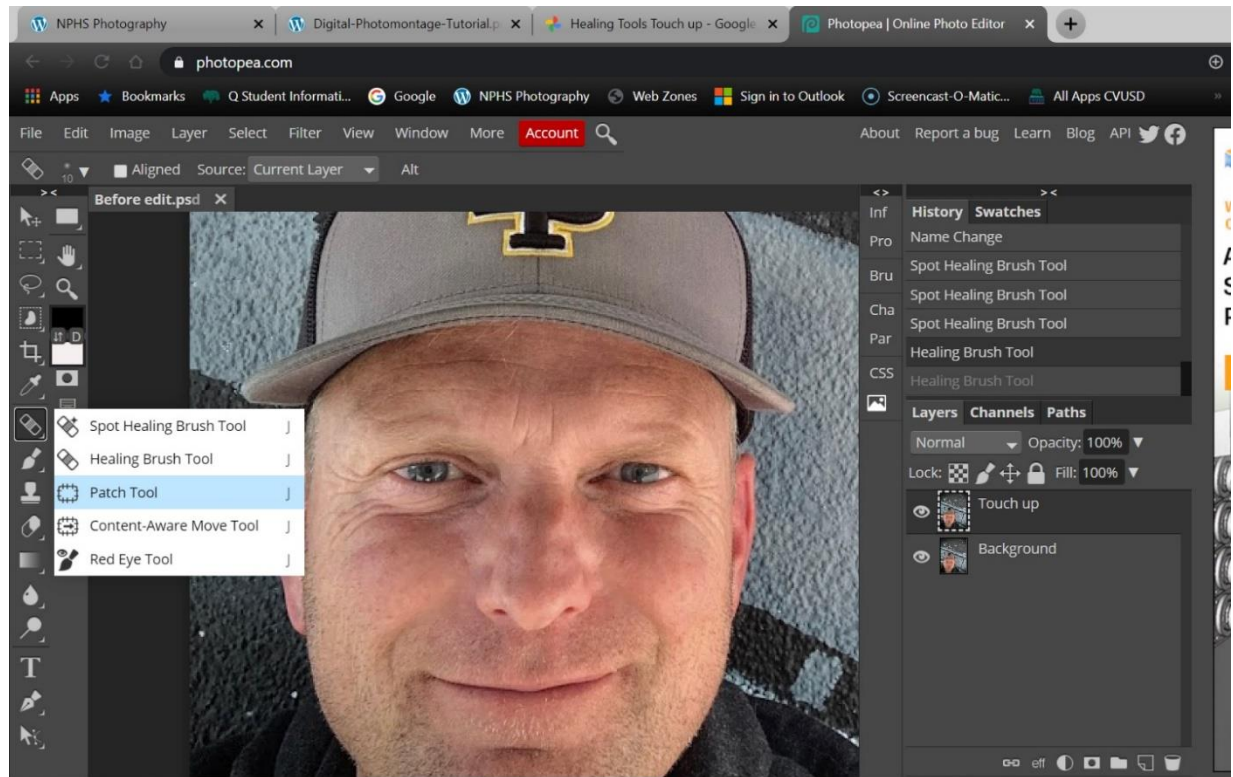 NPHS Photography
Digital-Photomontage-Tutorial.p
Healing Tools Touch up - Google
Photopea | Online Photo Editor
photopea.com
Apps Bookmarks Q Student Informati... Google NPHS Photography Web Zones Sign in to Outlook Screencast-O-Matic... All Apps CVUSD »
File Edit Image Layer Select Filter View Window More Account About Report a bug Learn Blog API
10 Aligned Source: Current Layer Alt
Before edit.psd
Inf
Pro
Bru
Cha
Par
CSS
History Swatches
Name Change
Spot Healing Brush Tool
Spot Healing Brush Tool
Spot Healing Brush Tool
Healing Brush Tool
Healing Brush Tool
D
Spot Healing Brush Tool J
Healing Brush Tool J
Patch Tool J
Content-Aware Move Tool J
Red Eye Tool J
T
Layers Channels Paths
Normal Opacity: 100%
Lock: Fill: 100%
Touch up
Background
eff